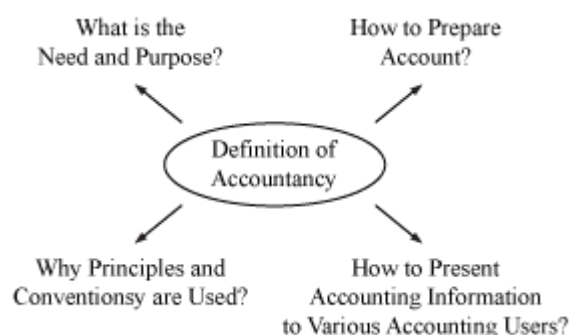 What is the
Need and Purpose?
How to Prepare
Account?
Definition of
Accountancy
Why Principles and
Conventionsy are Used?
How to Present
Accounting Information
to Various Accounting Users?